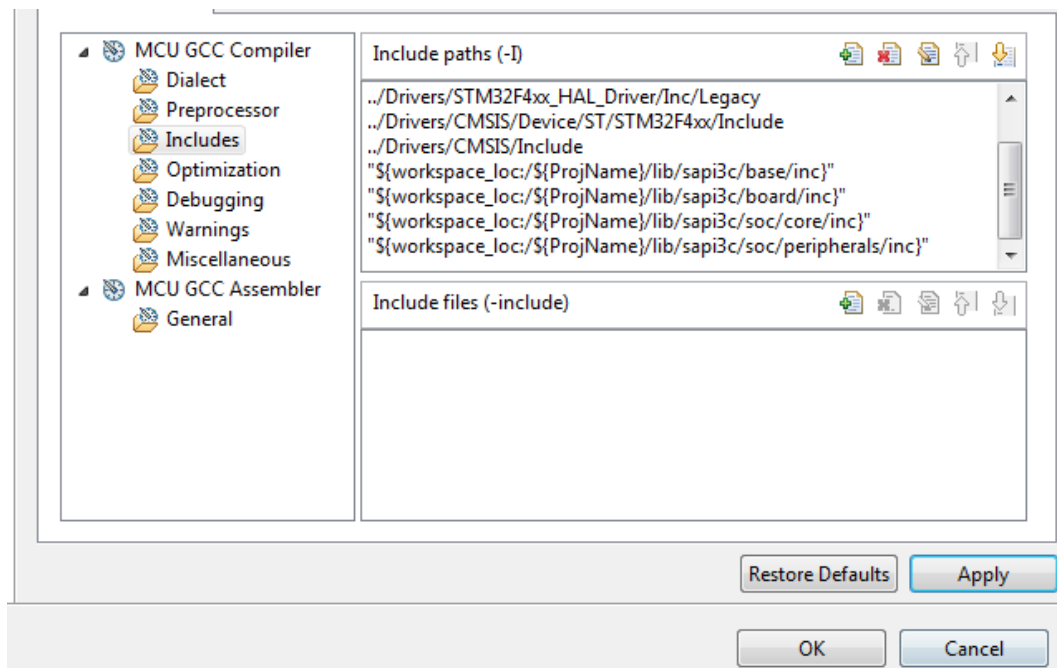 MCU GCC Compiler
Dialect
Preprocessor
Includes
Optimization
Debugging
Warnings
Miscellaneous
MCU GCC Assembler
General
Include paths (-I)
../Drivers/STM32F4xx_HAL_Driver/Inc/Legacy
../Drivers/CMSIS/Device/ST/STM32F4xx/Include
../Drivers/CMSIS/Include
"${workspace_loc:/${ProjName}/lib/sapi3c/base/inc}"
"${workspace_loc:/${ProjName}/lib/sapi3c/board/inc}"
"${workspace_loc:/${ProjName}/lib/sapi3c/soc/core/inc}"
"${workspace_loc:/${ProjName}/lib/sapi3c/soc/peripherals/inc}"
Include files (-include)
Restore Defaults
Apply
OK
Cancel